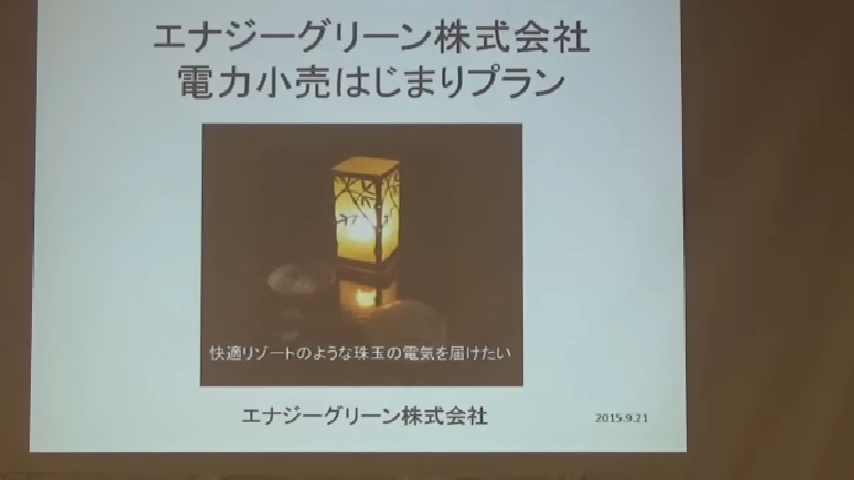 エナジーグリーン株式会社
電力小売はじまりプラン
快適リゾートのような珠玉の電気を届けたい
エナジーグリーン株式会社
2015.9.21